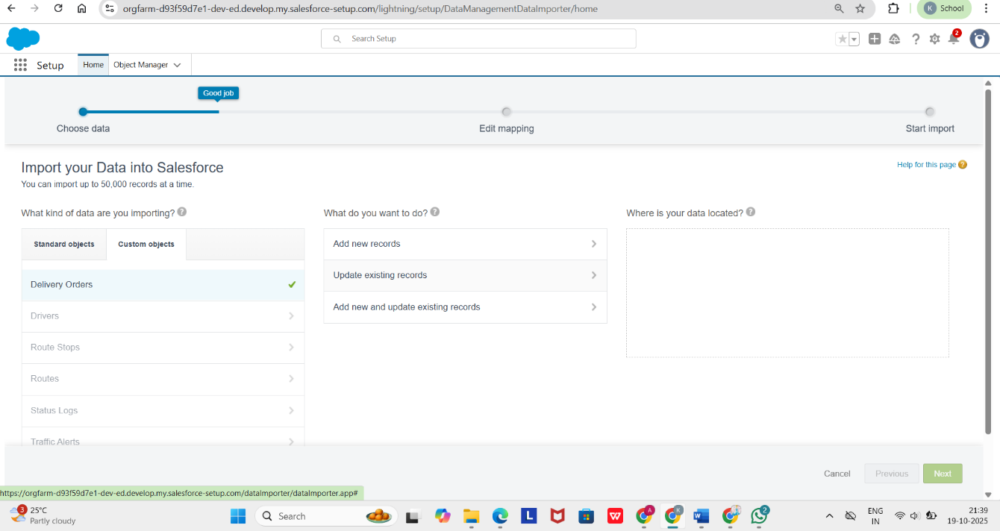 orgfarm-d93f59d7e1-dev-ed.develop.my.salesforce-setup.com/lightning/setup/DataManagementDataImporter/home
K School
Search Setup
2
Setup Home Object Manager
Good job
Choose data Edit mapping Start import
Import your Data into Salesforce
Help for this page ?
You can import up to 50,000 records at a time.
What kind of data are you importing? ?
What do you want to do? ?
Where is your data located? ?
Standard objects Custom objects
Add new records
Update existing records
Add new and update existing records
Delivery Orders
Drivers
Route Stops
Routes
Status Logs
Traffic Alerts
Cancel Previous Next
https://orgfarm-d93f59d7e1-dev-ed.develop.my.salesforce-setup.com/dataImporter/dataImporter.app#
3
25°C
Partly cloudy
Search
L
W
A
K
W
2
ENG
IN
21:39
19-10-2025